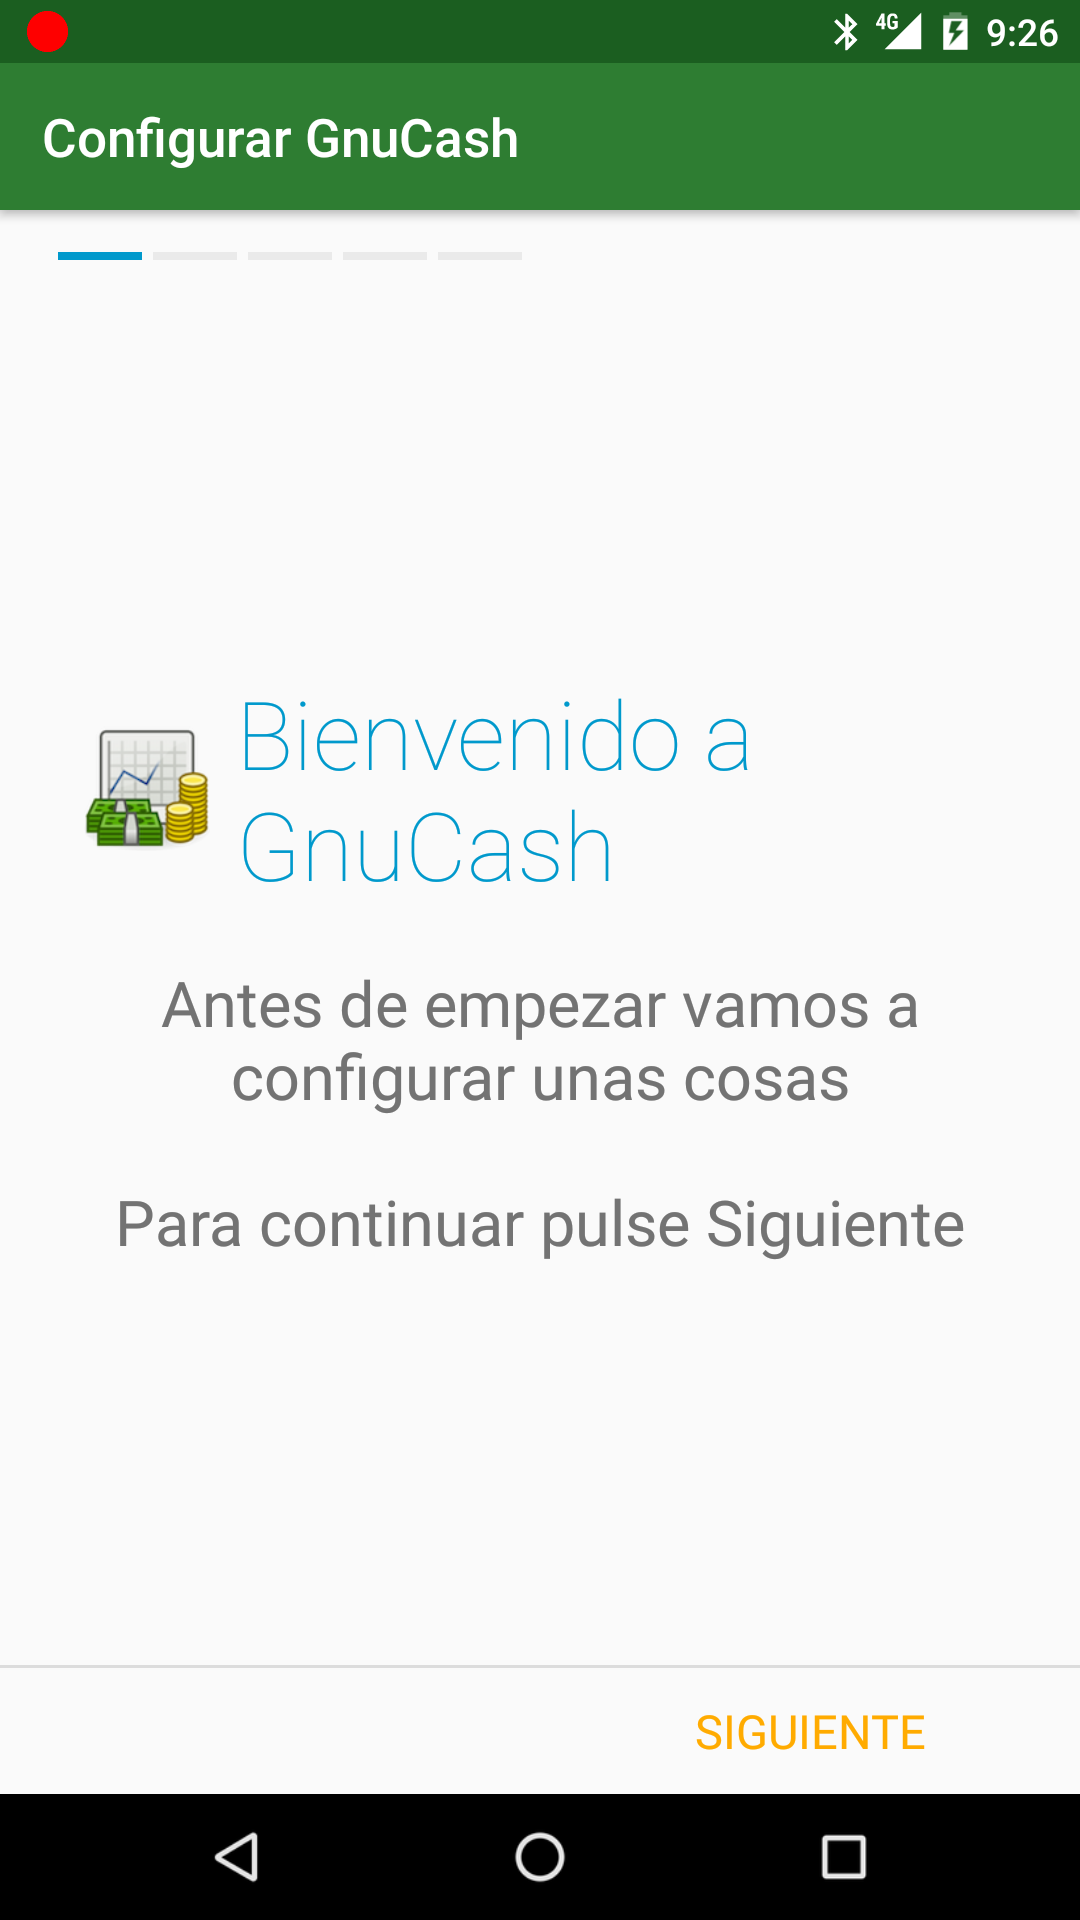 4G 9:26
Configurar GnuCash
Bienvenido a
GnuCash
Antes de empezar vamos a
configurar unas cosas
Para continuar pulse Siguiente
SIGUIENTE